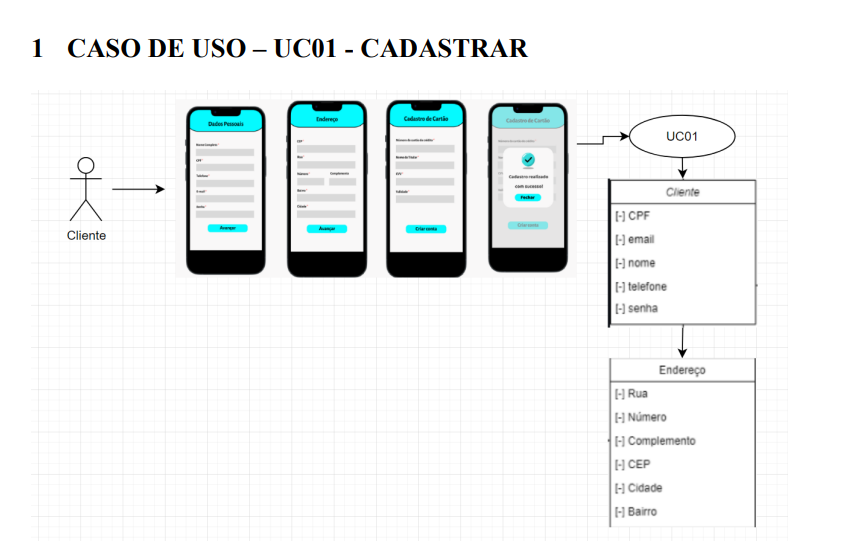 1 CASO DE USO – UC01 - CADASTRAR
Dados Pessoais
Nome Completo*
CPF*
Telefone*
E-mail*
Senha*
Avançar
Endereço
Rua*
Número*
Complemento
Bairro*
Cidade*
Avançar
Cadastro de Cartão
Número do cartão de crédito*
Nome do Titular*
Validade*
Criar conta
Cadastro de Cartão
Cadastro realizado
com sucesso!
Fechar
Criar conta
Cliente
UC01
Cliente
[-] CPF
[-] email
[-] nome
[-] telefone
[-] senha
Endereço
[-] Rua
[-] Número
[-] Complemento
[-] CEP
[-] Cidade
[-] Bairro